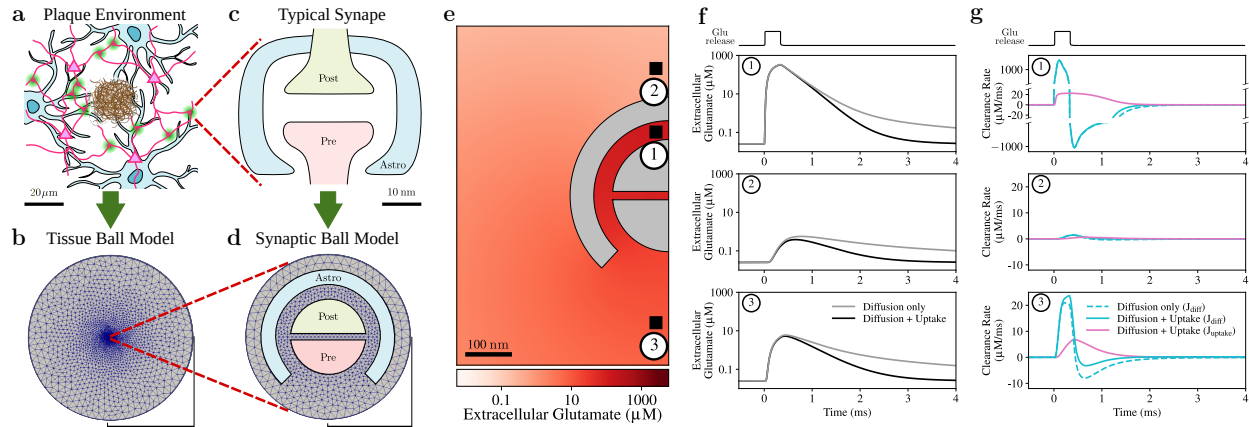 a Plaque Environment
20 μm
b Tissue Ball Model
c Typical Synape
Post
Pre
Astro
10 nm
d Synaptic Ball Model
Astro
Post
Pre
e
2
1
3
100 nm
0.1 10 1000
Extracellular Glutamate (μM)
f
Glu
release
1
Extracellular
Glutamate (μM)
1000
10
0.1
0 1 2 3 4
2
Extracellular
Glutamate (μM)
1000
10
0.1
0 1 2 3 4
3
Diffusion only
Diffusion + Uptake
Extracellular
Glutamate (μM)
1000
10
0.1
0 1 2 3 4
Time (ms)
g
Glu
release
1
Clearance Rate
(μM/ms)
1000
20
0
−1000
0 1 2 3 4
2
Clearance Rate
(μM/ms)
20
10
0
−10
0 1 2 3 4
3
Diffusion only (Jdiff)
Diffusion + Uptake (Jdiff)
Diffusion + Uptake (Juptake)
Clearance Rate
(μM/ms)
20
10
0
−10
0 1 2 3 4
Time (ms)